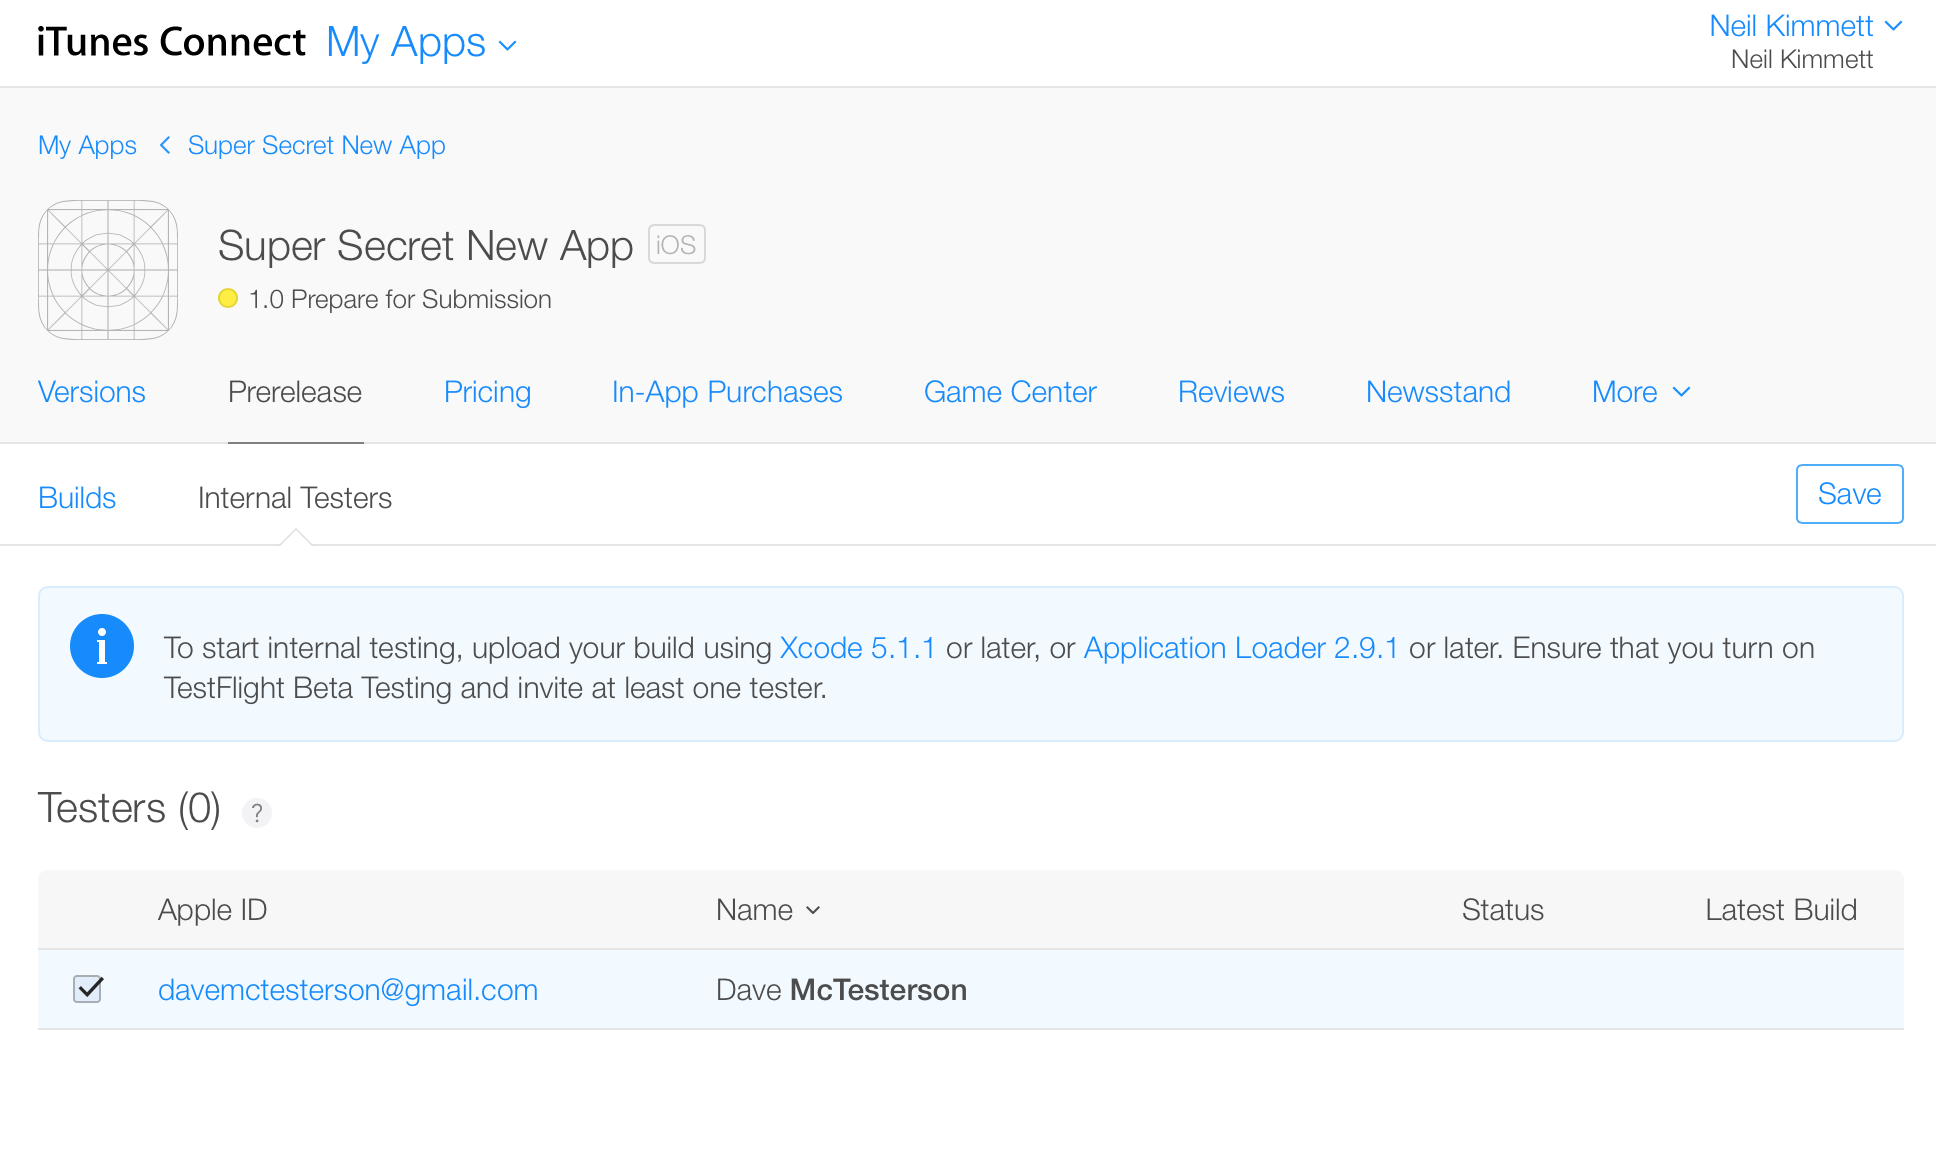 iTunes Connect My Apps
Neil Kimmett
Neil Kimmett
My Apps Super Secret New App
Super Secret New App iOS
1.0 Prepare for Submission
Versions Prerelease Pricing In-App Purchases Game Center Reviews Newsstand More
Builds Internal Testers Save
i
To start internal testing, upload your build using Xcode 5.1.1 or later, or Application Loader 2.9.1 or later. Ensure that you turn on
TestFlight Beta Testing and invite at least one tester.
Testers (0) ?
Apple ID Name Status Latest Build
davemctesterson@gmail.com Dave McTesterson